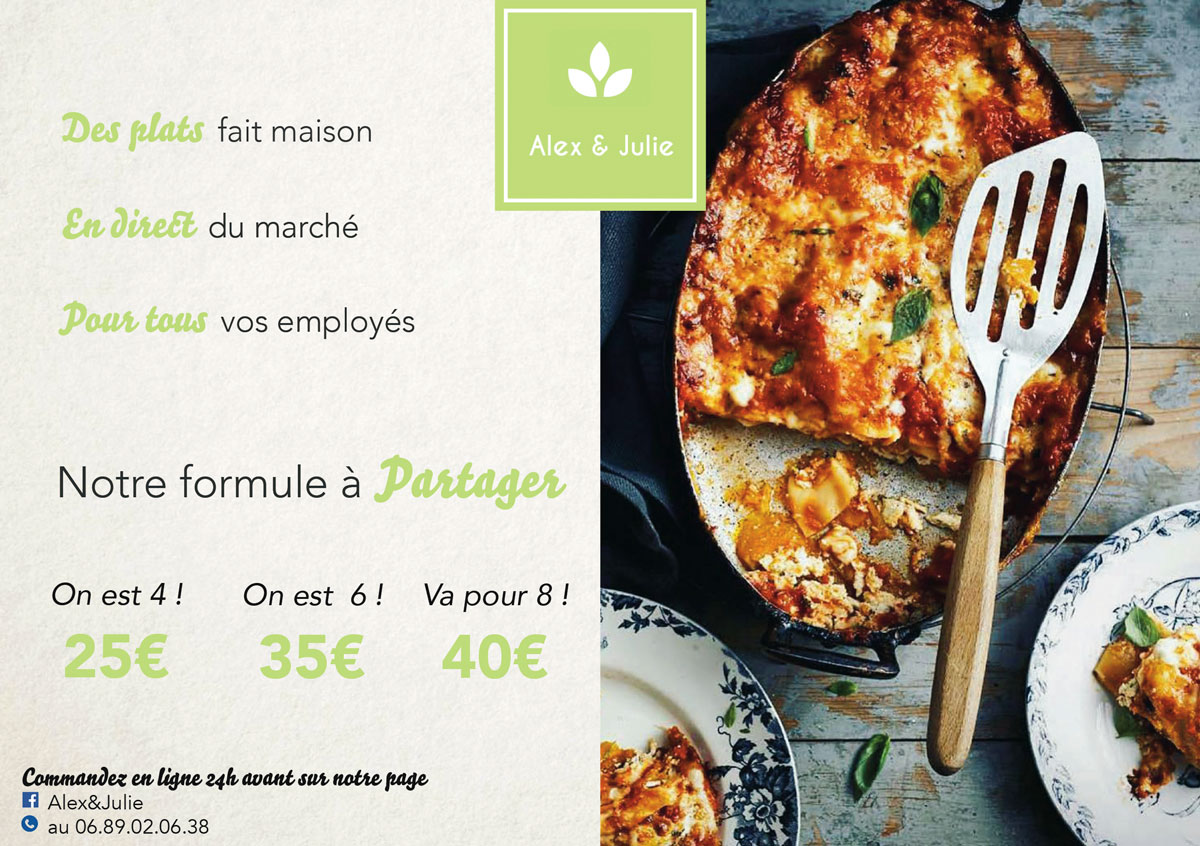 Alex & Julie
Des plats fait maison
En direct du marché
Pour tous vos employés
Notre formule à Partager
On est 4 ! On est 6 ! Va pour 8 !
25€ 35€ 40€
Commandez en ligne 24h avant sur notre page
Alex&Julie
au 06.89.02.06.38